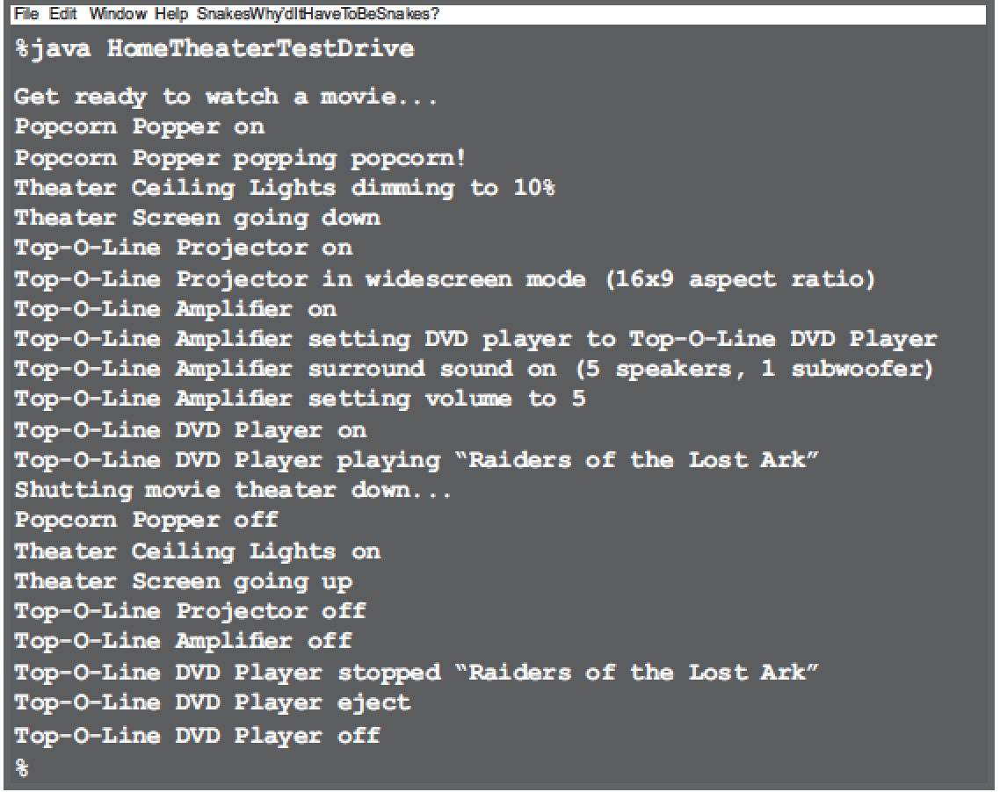 File Edit Window Help SnakesWhy'dItHaveToBeSnakes?
%java HomeTheaterTestDrive
Get ready to watch a movie...
Popcorn Popper on
Popcorn Popper popping popcorn!
Theater Ceiling Lights dimming to 10%
Theater Screen going down
Top-O-Line Projector on
Top-O-Line Projector in widescreen mode (16x9 aspect ratio)
Top-O-Line Amplifier on
Top-O-Line Amplifier setting DVD player to Top-O-Line DVD Player
Top-O-Line Amplifier surround sound on (5 speakers, 1 subwoofer)
Top-O-Line Amplifier setting volume to 5
Top-O-Line DVD Player on
Top-O-Line DVD Player playing “Raiders of the Lost Ark”
Shutting movie theater down...
Popcorn Popper off
Theater Ceiling Lights on
Theater Screen going up
Top-O-Line Projector off
Top-O-Line Amplifier off
Top-O-Line DVD Player stopped “Raiders of the Lost Ark”
Top-O-Line DVD Player eject
Top-O-Line DVD Player off
%